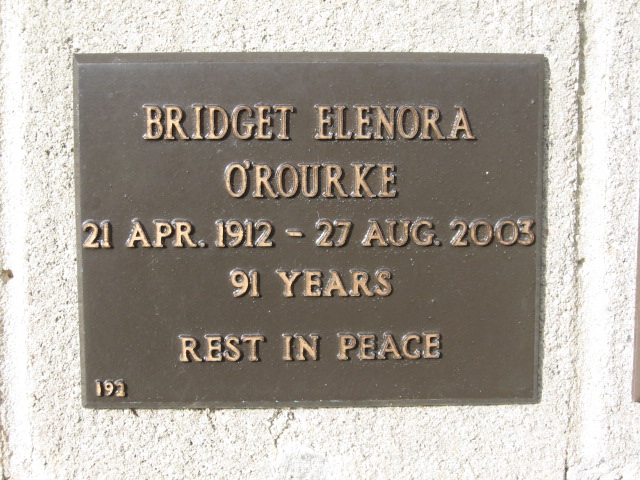 BRIDGET ELENORA
O'ROURKE
21 APR. 1912 - 27 AUG. 2003
91 YEARS
REST IN PEACE
192